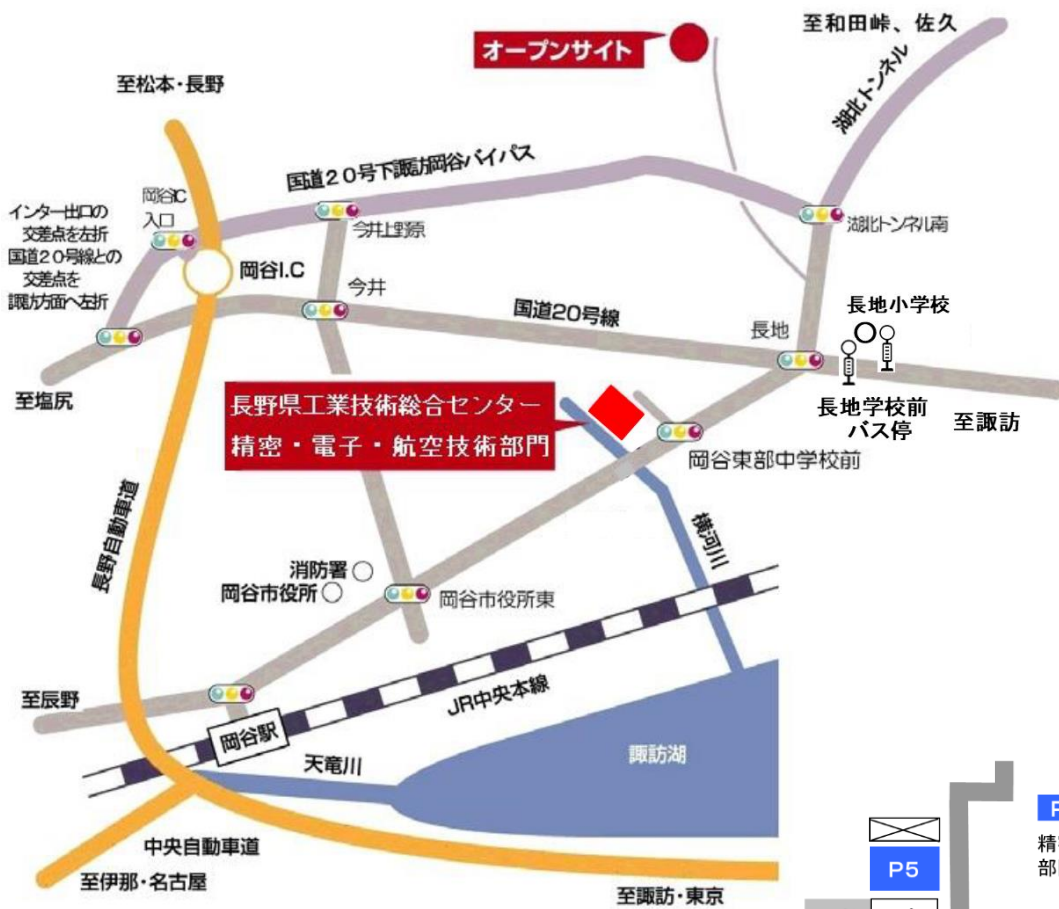 至和田峠、佐久
オープンサイト
湖北トンネル
至松本・長野
国道20号下諏訪岡谷バイパス
岡谷IC
入口
インター出口の
交差点を左折
国道20号線との
交差点を
諏訪方面へ左折
今井上野原
湖北トンネル南
岡谷I.C
今井
国道20号線
長地小学校
長地
至塩尻
長野県工業技術総合センター
精密・電子・航空技術部門
長地学校前
バス停
至諏訪
岡谷東部中学校前
長野自動車道
横河川
消防署
岡谷市役所
岡谷市役所東
至辰野
JR中央本線
岡谷駅
天竜川
諏訪湖
中央自動車道
至伊那・名古屋
至諏訪・東京
P5
精
部